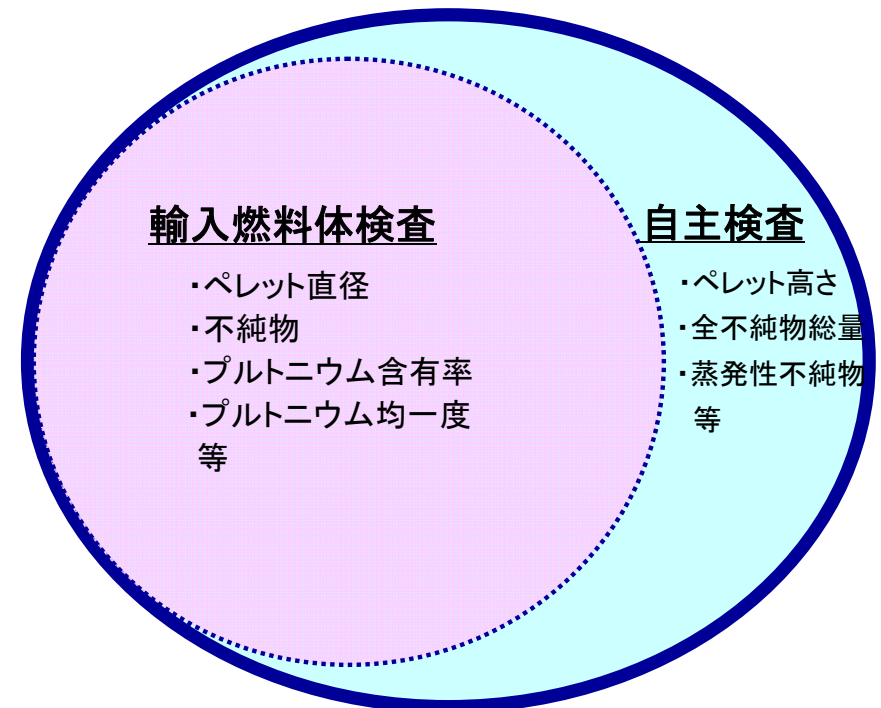 輸入燃料体検査
・ペレット直径
・不純物
・プルトニウム含有率
・プルトニウム均一度
等
自主検査
・ペレット高さ
・全不純物総量
・蒸発性不純物
等